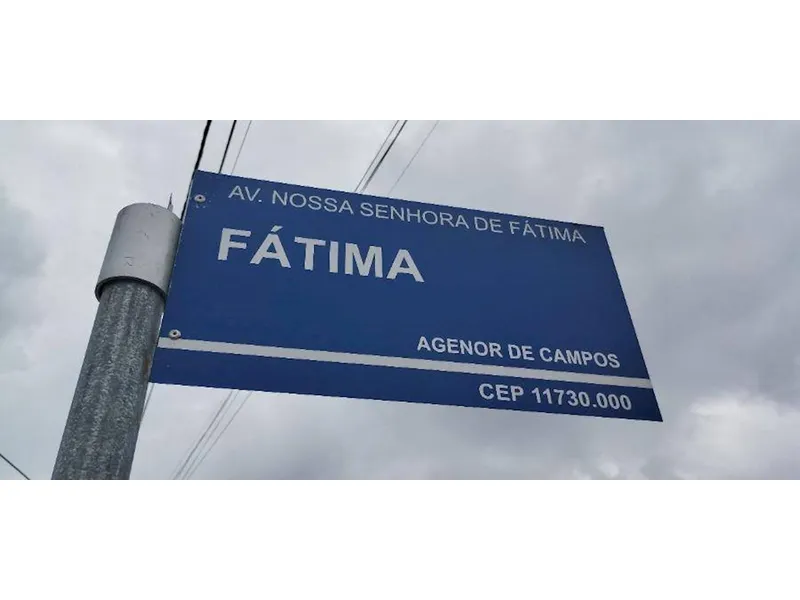 AV. NOSSA SENHORA DE FÁTIMA
FÁTIMA
AGENOR DE CAMPOS
CEP 11730.000